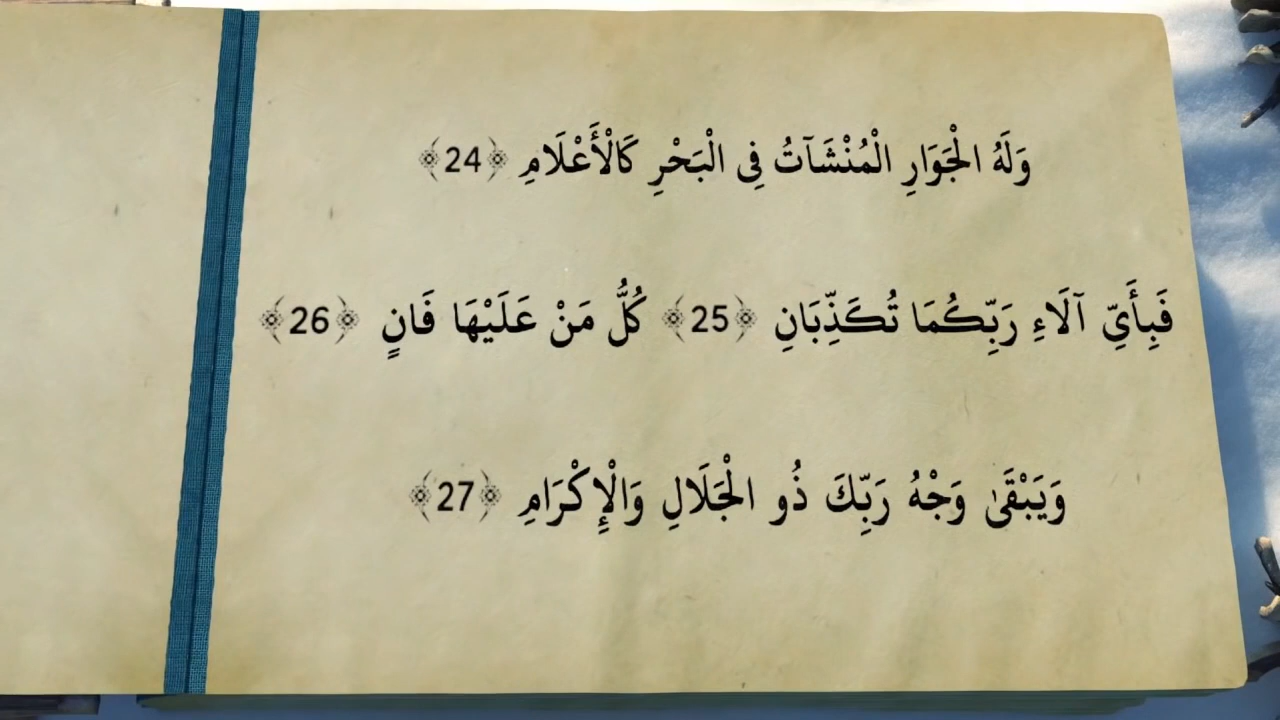 وَلَهُ الْجَوَارِ الْمُنْشَآتُ فِى الْبَحْرِ كَالْأَعْلَامِ ﴿24﴾
فَبِأَيِّ آلَاءِ رَبِّكُمَا تُكَذِّبَانِ ﴿25﴾ كُلُّ مَنْ عَلَيْهَا فَانٍ ﴿26﴾
وَيَبْقَىٰ وَجْهُ رَبِّكَ ذُو الْجَلَالِ وَالْإِكْرَامِ ﴿27﴾